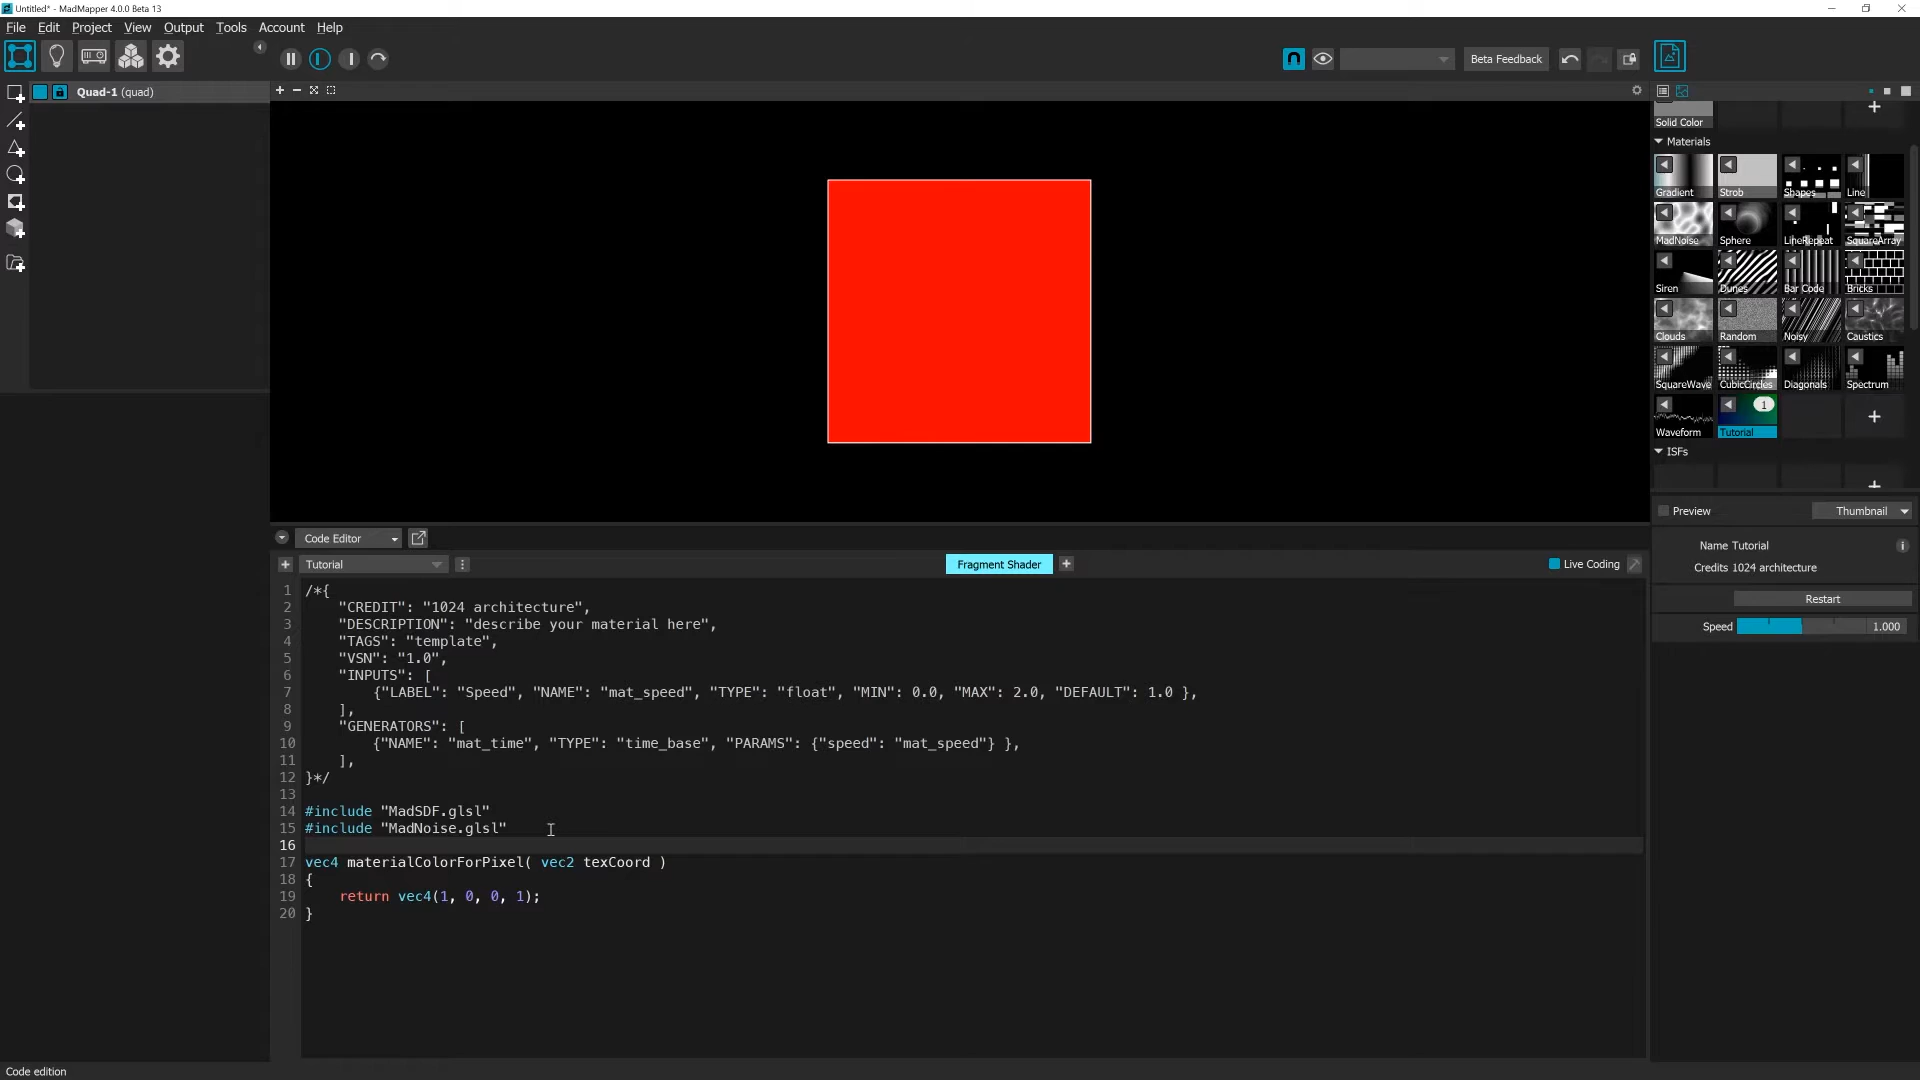 Untitled* - MadMapper 4.0.0 Beta 13
File Edit Project View Output Tools Account Help
Beta Feedback
Quad-1 (quad)
Solid Color
Materials
Gradient Strob Shapes Line
MadNoise Sphere LineRepeat SquareArray
Siren Dunes Bar Code Bricks
Clouds Random Noisy Caustics
SquareWave CubicCircles Diagonals Spectrum
1
Waveform Tutorial
ISFs
Preview Thumbnail
Name Tutorial
Credits 1024 architecture
Restart
Speed 1.000
Code Editor
Tutorial Fragment Shader Live Coding
1 /*{
2 "CREDIT": "1024 architecture",
3 "DESCRIPTION": "describe your material here",
4 "TAGS": "template",
5 "VSN": "1.0",
6 "INPUTS": [
7 {"LABEL": "Speed", "NAME": "mat_speed", "TYPE": "float", "MIN": 0.0, "MAX": 2.0, "DEFAULT": 1.0 },
8 ],
9 "GENERATORS": [
10 {"NAME": "mat_time", "TYPE": "time_base", "PARAMS": {"speed": "mat_speed"} },
11 ],
12 }*/
13
14 #include "MadSDF.glsl"
15 #include "MadNoise.glsl"
16
17 vec4 materialColorForPixel( vec2 texCoord )
18 {
19 return vec4(1, 0, 0, 1);
20 }
Code edition